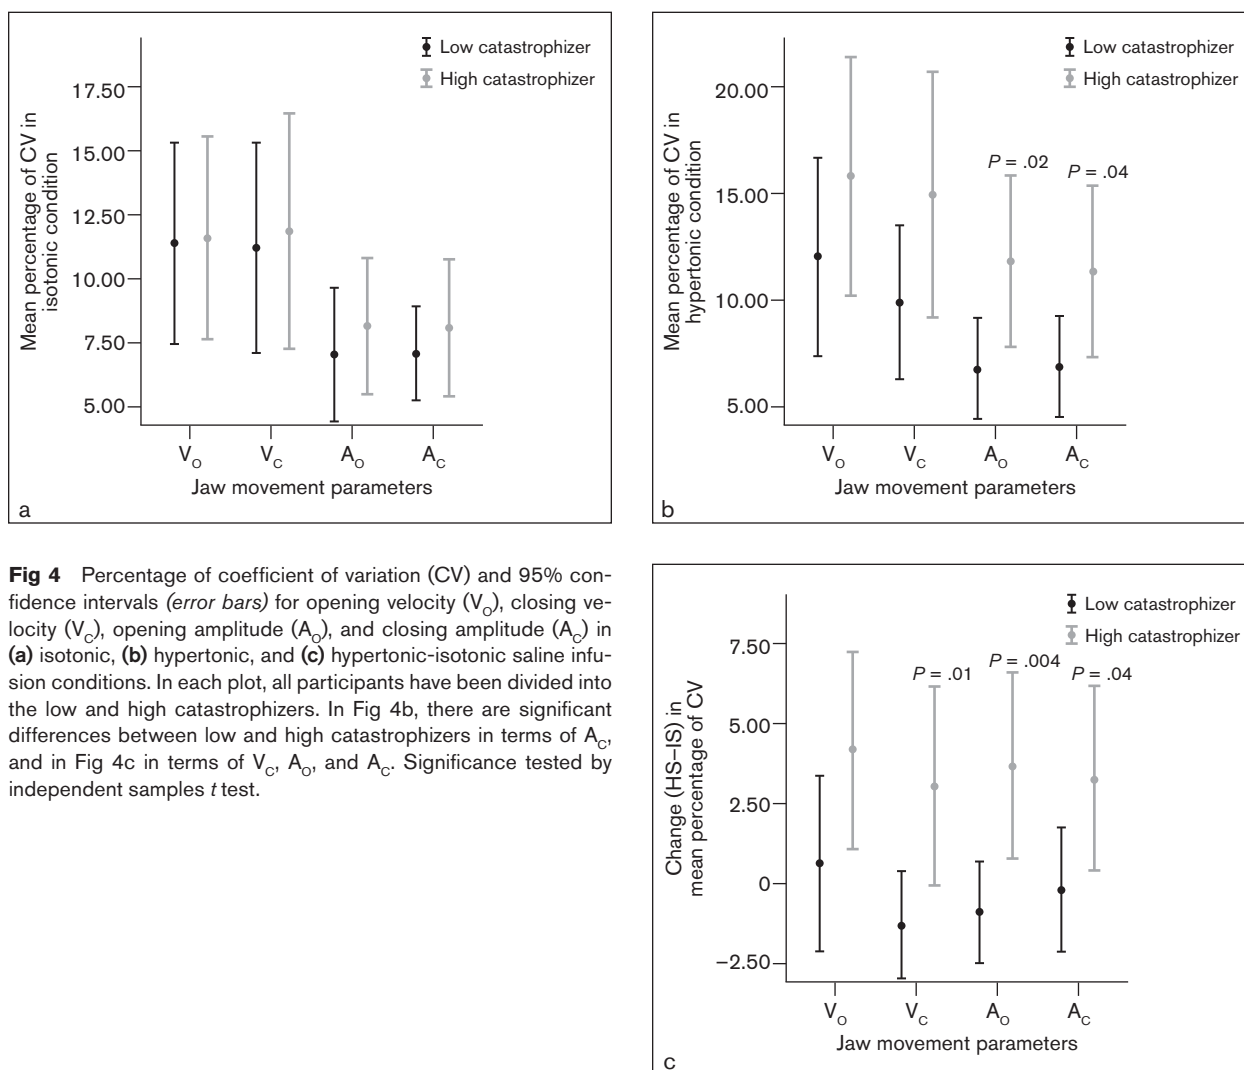 Low catastrophizer
High catastrophizer
17.50
15.00
12.50
10.00
7.50
5.00
Mean percentage of CV in
isotonic condition
VO
VC
AO
AC
Jaw movement parameters
a
Low catastrophizer
High catastrophizer
20.00
15.00
10.00
5.00
Mean percentage of CV in
hypertonic condition
P = .02
P = .04
VO
VC
AO
AC
Jaw movement parameters
b
Fig 4 Percentage of coefficient of variation (CV) and 95% con-
fidence intervals (error bars) for opening velocity (VO), closing ve-
locity (VC), opening amplitude (AO), and closing amplitude (AC) in
(a) isotonic, (b) hypertonic, and (c) hypertonic-isotonic saline infu-
sion conditions. In each plot, all participants have been divided into
the low and high catastrophizers. In Fig 4b, there are significant
differences between low and high catastrophizers in terms of AC,
and in Fig 4c in terms of VC, AO, and AC. Significance tested by
independent samples t test.
Low catastrophizer
High catastrophizer
7.50
5.00
2.50
0
−2.50
Change (HS–IS) in
mean percentage of CV
P = .01
P = .004
P = .04
VO
VC
AO
AC
Jaw movement parameters
c